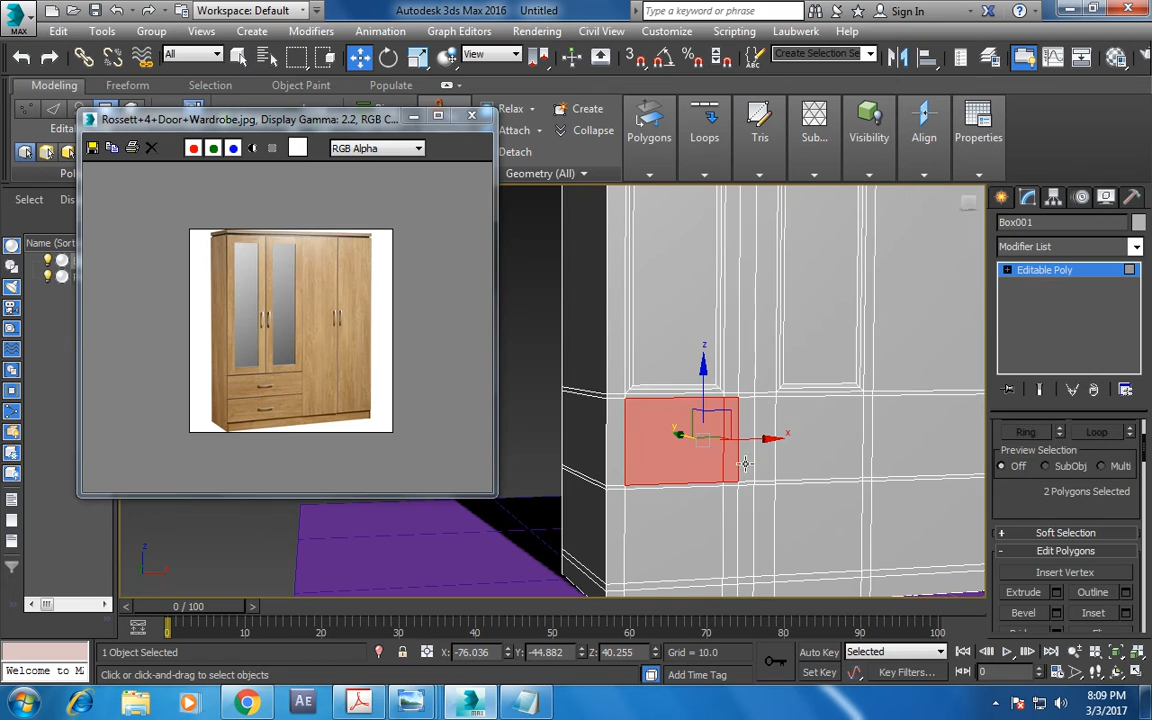 MAX
Workspace: Default
Autodesk 3ds Max 2016 Untitled
Type a keyword or phrase
Sign In
Edit Tools Group Views Create Modifiers Animation Graph Editors Rendering Civil View Customize Scripting Laubwerk Help
All
View
Create Selection Se
Modeling Freeform Selection Object Paint Populate
Relax Create
Attach Collapse
Detach
Geometry (All)
Polygons Loops Tris Sub... Visibility Align Properties
Rossett+4+Door+Wardrobe.jpg, Display Gamma: 2.2, RGB C...
RGB Alpha
Select
Name (Sort
z
x
y
z
x
Box001
Modifier List
Editable Poly
Ring Loop
Preview Selection
Off SubObj Multi
2 Polygons Selected
Soft Selection
Edit Polygons
Insert Vertex
Extrude Outline
Bevel Inset
0 / 100
0 10 20 30 40 50 60 70 80 90 100
1 Object Selected
X: -76.036 Y: -44.882 Z: 40.255 Grid = 10.0
Auto Key Selected
Welcome to M
Click or click-and-drag to select objects
Add Time Tag
Set Key Key Filters... 0
8:09 PM
3/3/2017